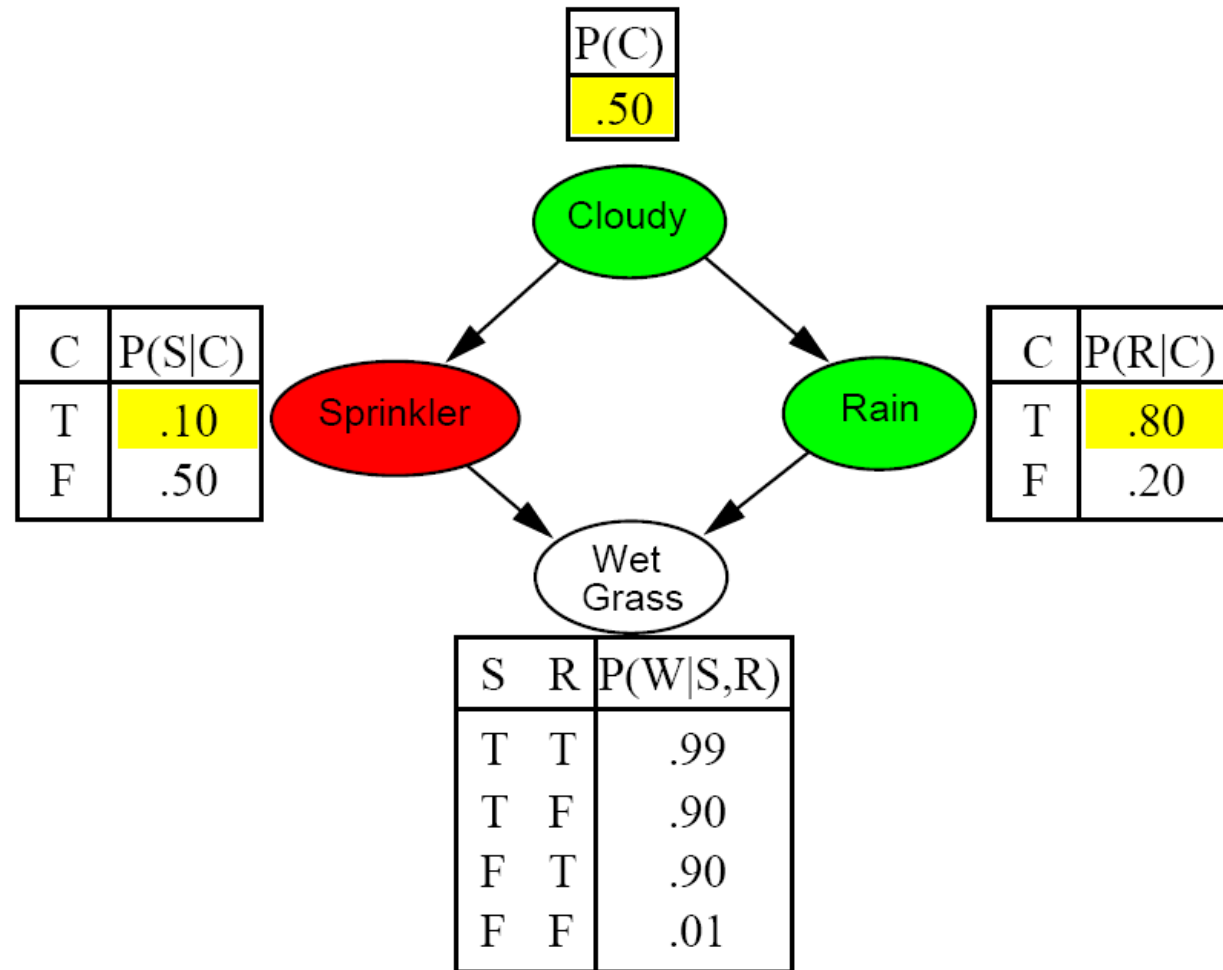 P(C)
.50
Cloudy
C P(S|C)
T .10
F .50
Sprinkler
Rain
C P(R|C)
T .80
F .20
Wet
Grass
S R P(W|S,R)
T T .99
T F .90
F T .90
F F .01